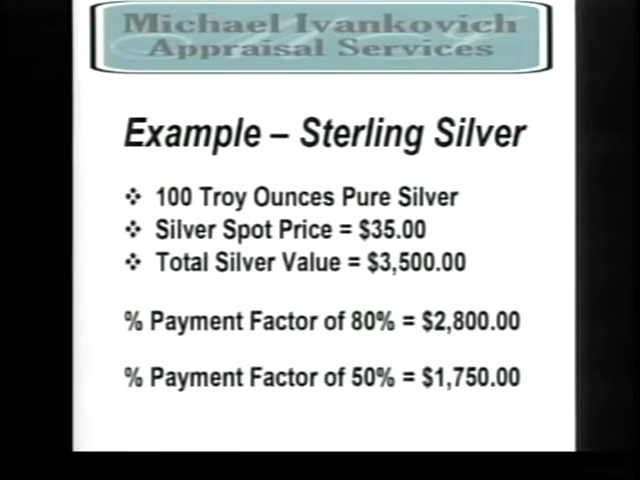 Michael Ivankovich
Appraisal Services
Example – Sterling Silver
❖ 100 Troy Ounces Pure Silver
❖ Silver Spot Price = $35.00
❖ Total Silver Value = $3,500.00
% Payment Factor of 80% = $2,800.00
% Payment Factor of 50% = $1,750.00